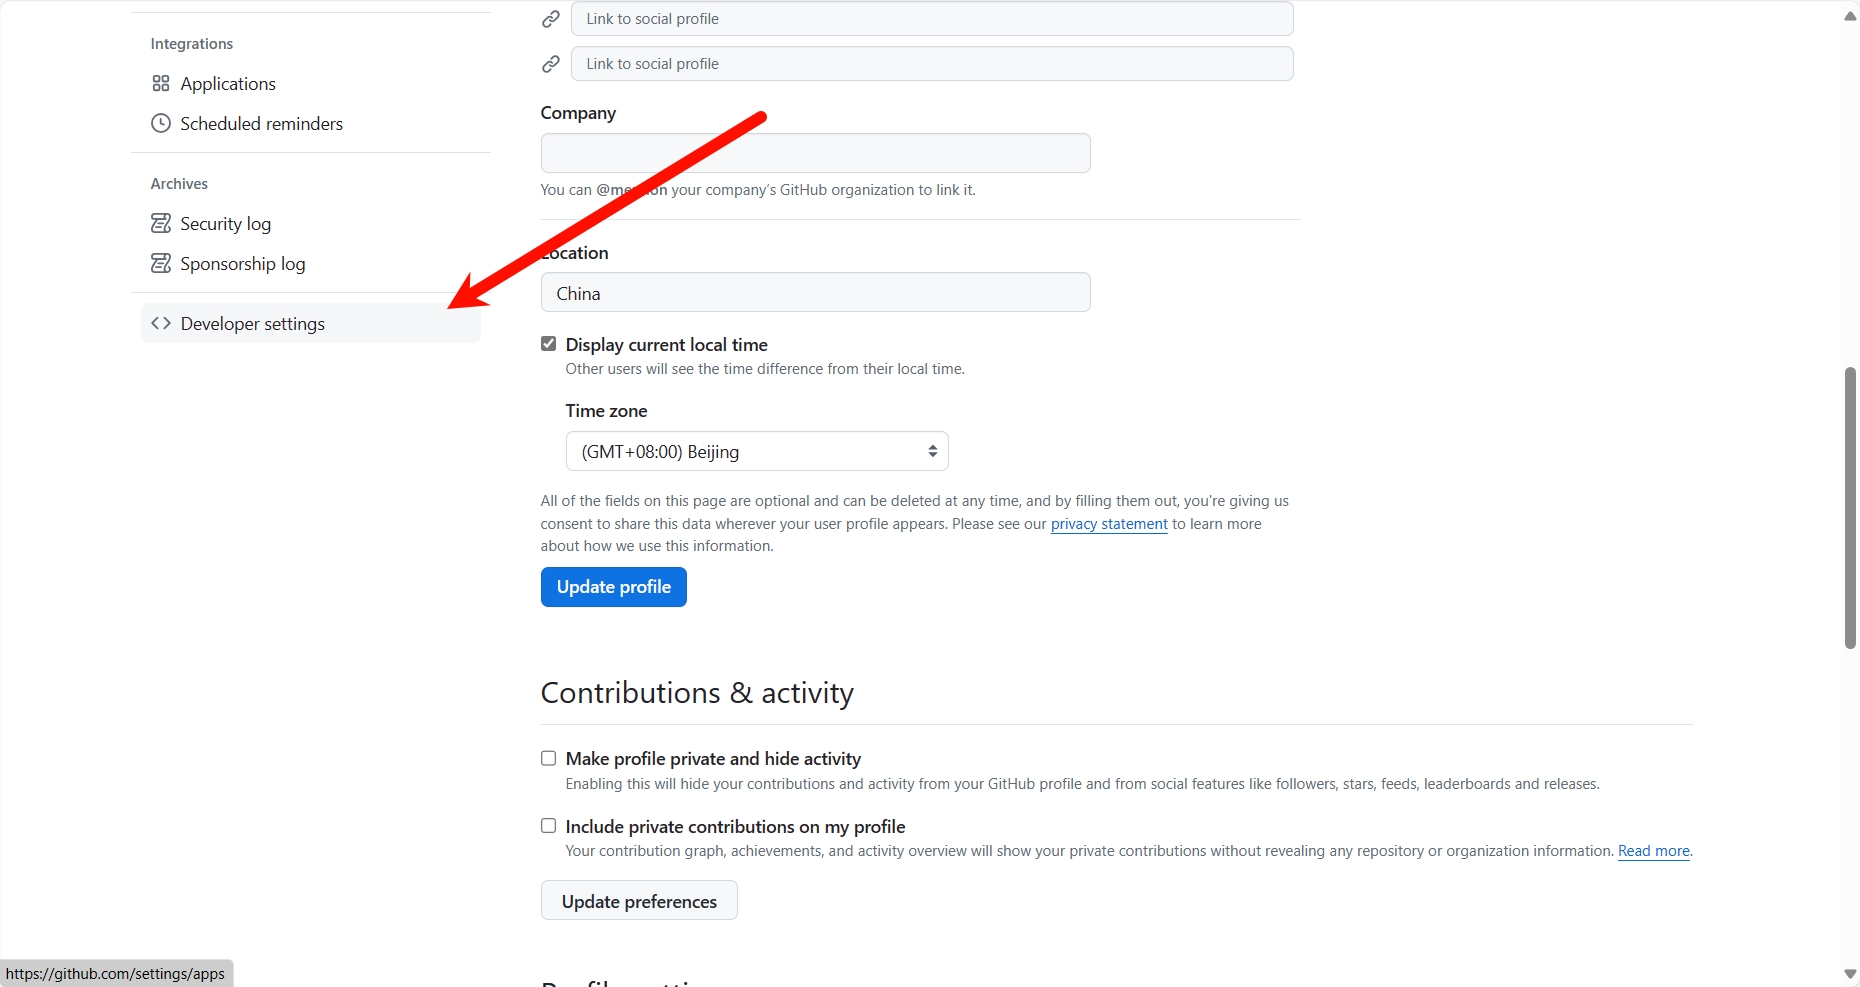 Integrations
Applications
Scheduled reminders
Archives
Security log
Sponsorship log
Developer settings
Link to social profile
Link to social profile
Company
You can your company's GitHub organization to link it.
Location
China
Display current local time
Other users will see the time difference from their local time.
Time zone
(GMT+08:00) Beijing
All of the fields on this page are optional and can be deleted at any time, and by filling them out, you're giving us
consent to share this data wherever your user profile appears. Please see our privacy statement to learn more
about how we use this information.
Update profile
Contributions & activity
Make profile private and hide activity
Enabling this will hide your contributions and activity from your GitHub profile and from social features like followers, stars, feeds, leaderboards and releases.
Include private contributions on my profile
Your contribution graph, achievements, and activity overview will show your private contributions without revealing any repository or organization information. Read more.
Update preferences
https://github.com/settings/apps